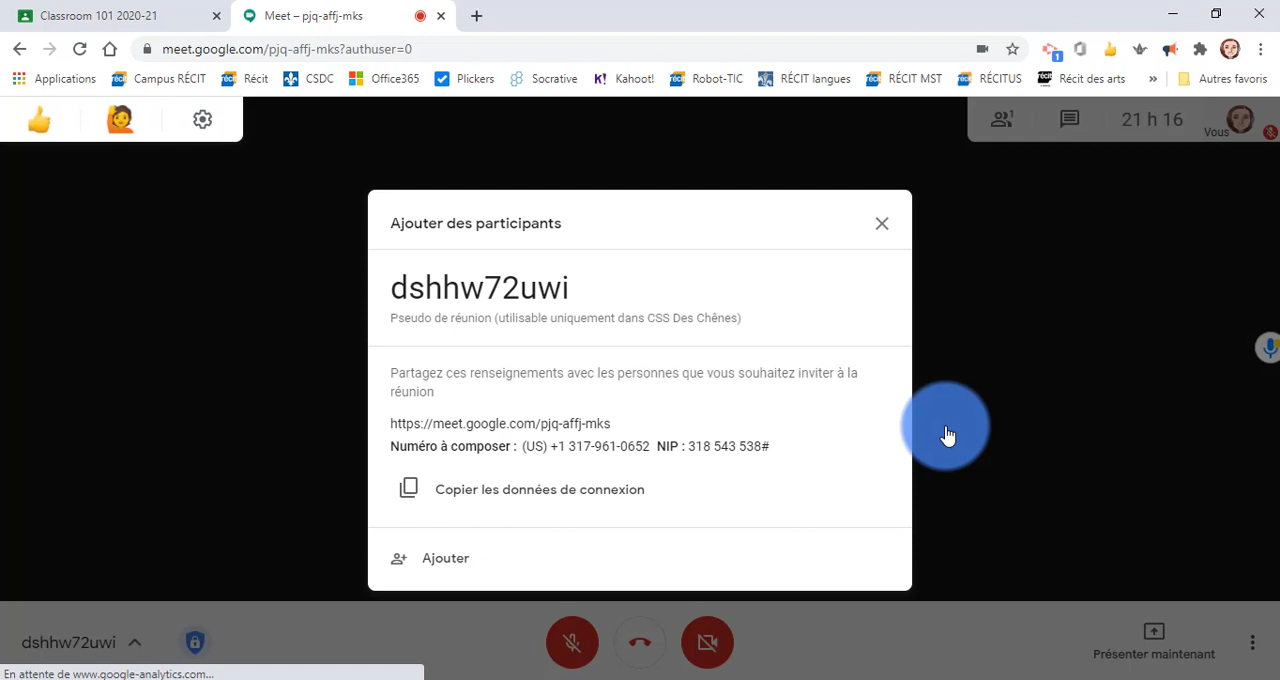 Classroom 101 2020-21
Meet – pjq-affj-mks
meet.google.com/pjq-affj-mks?authuser=0
1
Applications
Campus RÉCIT
Récit
CSDC
Office365
Plickers
Socrative
K! Kahoot!
Robot-TIC
RÉCIT langues
RÉCIT MST
RÉCITUS
Récit des arts
»
Autres favoris
1
21 h 16
Vous
Ajouter des participants
dshhw72uwi
Pseudo de réunion (utilisable uniquement dans CSS Des Chênes)
Partagez ces renseignements avec les personnes que vous souhaitez inviter à la
réunion
https://meet.google.com/pjq-affj-mks
Numéro à composer : (US) +1 317-961-0652 NIP : 318 543 538#
Copier les données de connexion
Ajouter
dshhw72uwi
Présenter maintenant
En attente de www.google-analytics.com...